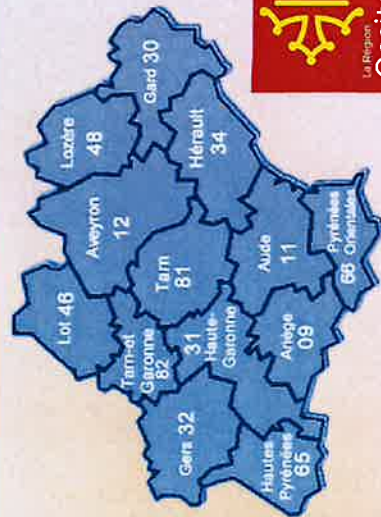 Lot 46
Lozère
48
Aveyron
12
Gard 30
Tarn-et
Garonne
82
Tarn
81
Gers 32
31
Haute-
Garonne
Hérault
34
Hautes
Pyrénées
65
Ariège
09
Aude
11
Pyrénées
Orientales
66
La Région